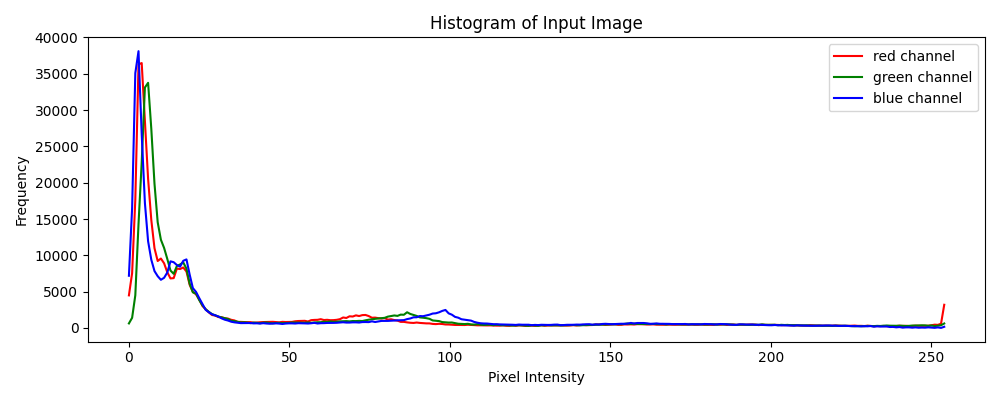 Histogram of Input Image
red channel
green channel
blue channel
Frequency
40000
35000
30000
25000
20000
15000
10000
5000
0
0
50
100
150
200
250
Pixel Intensity